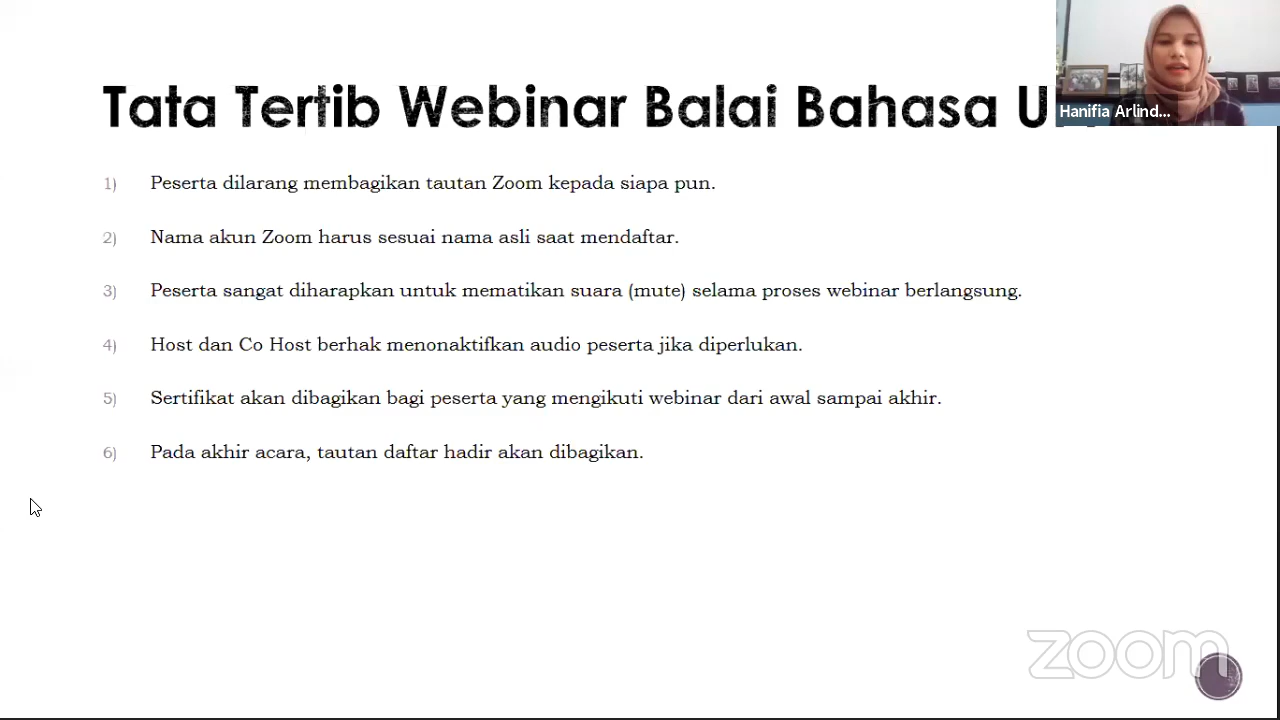 Tata Tertib Webinar Balai Bahasa
Hanifia Arlind...
1) Peserta dilarang membagikan tautan Zoom kepada siapa pun.
2) Nama akun Zoom harus sesuai nama asli saat mendaftar.
3) Peserta sangat diharapkan untuk mematikan suara (mute) selama proses webinar berlangsung.
4) Host dan Co Host berhak menonaktifkan audio peserta jika diperlukan.
5) Sertifikat akan dibagikan bagi peserta yang mengikuti webinar dari awal sampai akhir.
6) Pada akhir acara, tautan daftar hadir akan dibagikan.
zoom